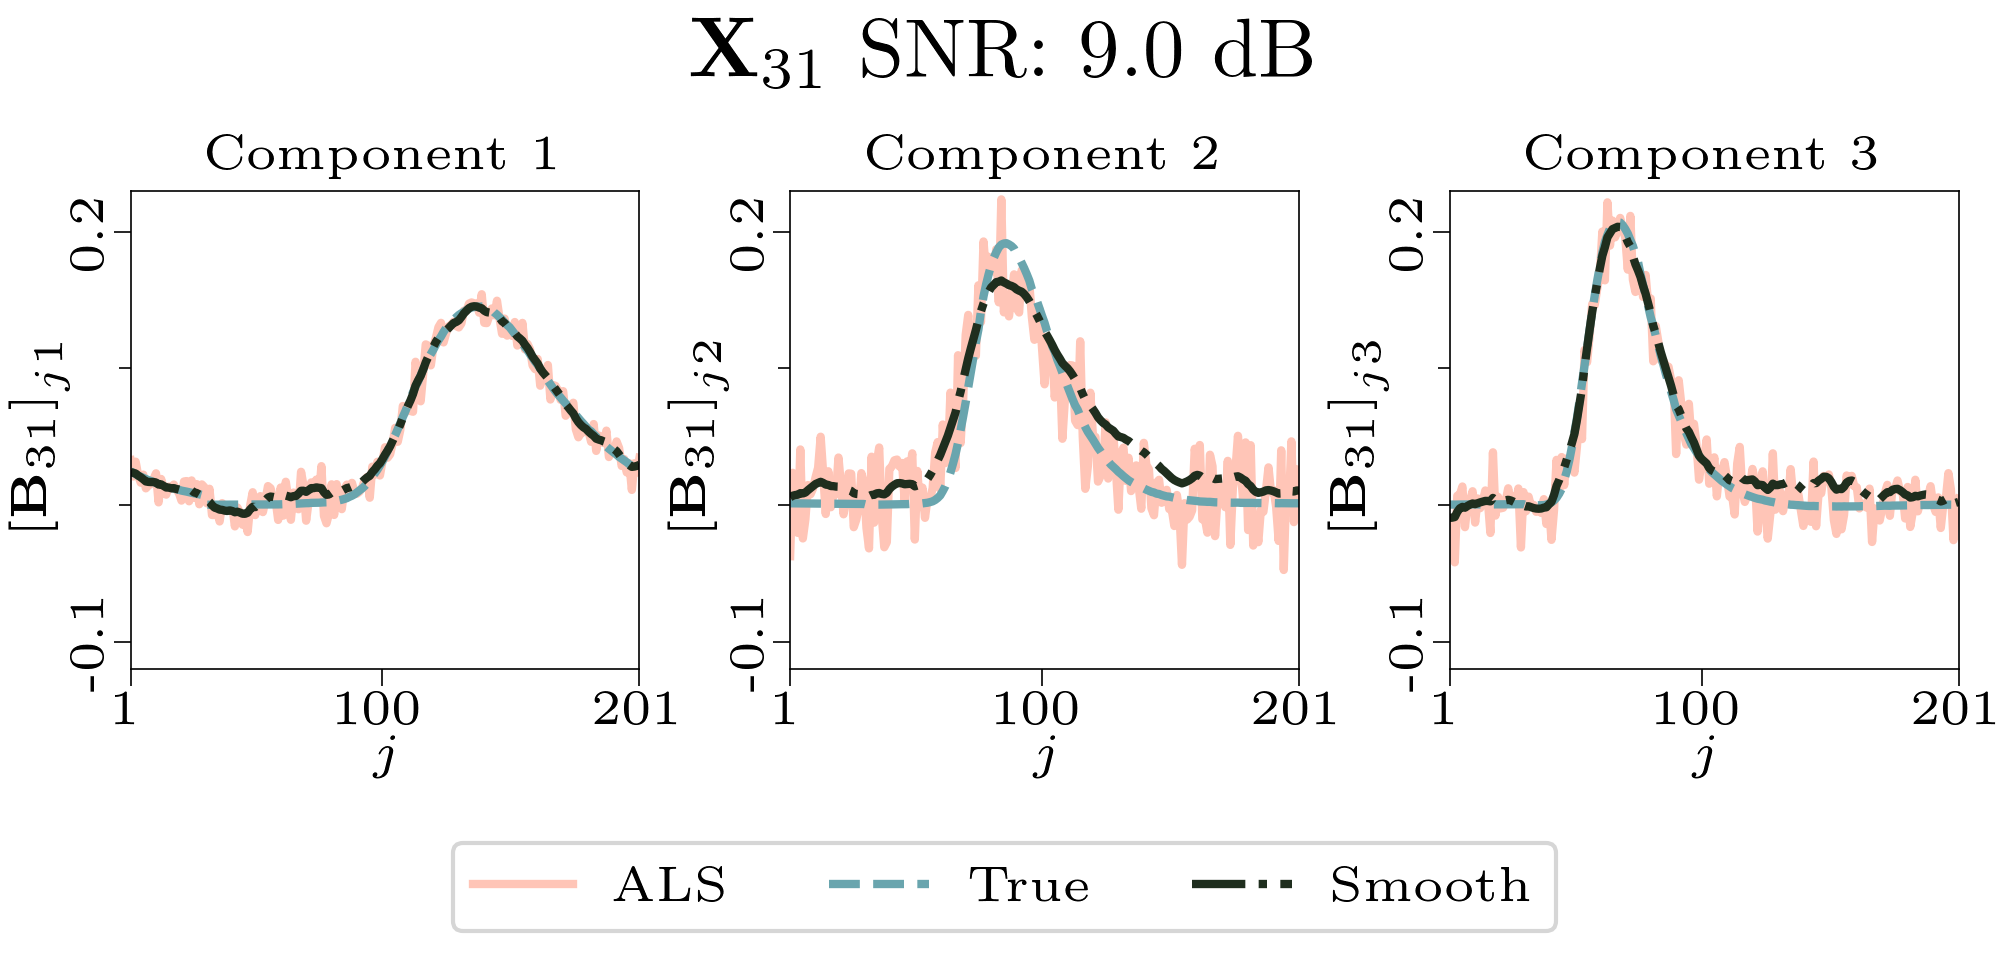 X31 SNR: 9.0 dB
Component 1
Component 2
Component 3
[B31]j1
0.2
-0.1
1
100
201
j
[B31]j2
0.2
-0.1
1
100
201
j
[B31]j3
0.2
-0.1
1
100
201
j
ALS
True
Smooth